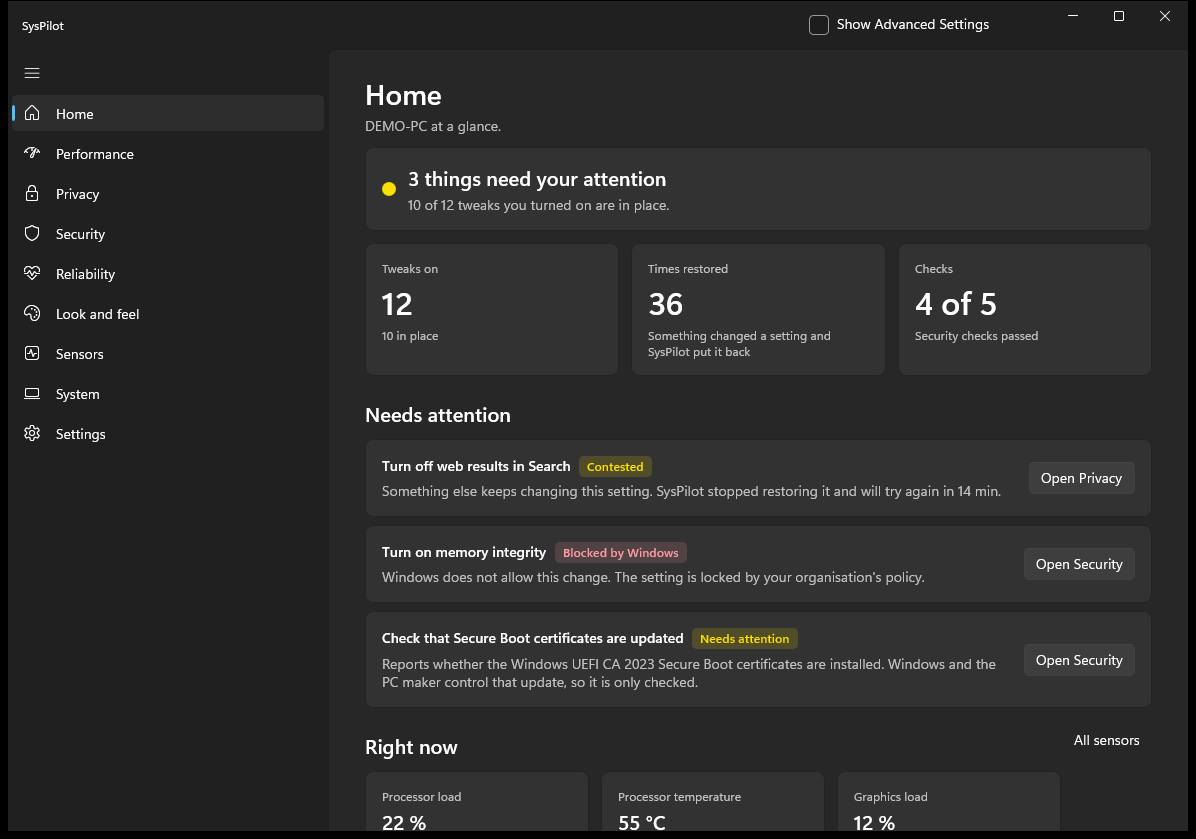 SysPilot
Show Advanced Settings
Home
Performance
Privacy
Security
Reliability
Look and feel
Sensors
System
Settings
Home
DEMO-PC at a glance.
3 things need your attention
10 of 12 tweaks you turned on are in place.
Tweaks on
12
10 in place
Times restored
36
Something changed a setting and
SysPilot put it back
Checks
4 of 5
Security checks passed
Needs attention
Turn off web results in Search Contested
Something else keeps changing this setting. SysPilot stopped restoring it and will try again in 14 min.
Open Privacy
Turn on memory integrity Blocked by Windows
Windows does not allow this change. The setting is locked by your organisation's policy.
Open Security
Check that Secure Boot certificates are updated Needs attention
Reports whether the Windows UEFI CA 2023 Secure Boot certificates are installed. Windows and the
PC maker control that update, so it is only checked.
Open Security
Right now
All sensors
Processor load
22 %
Processor temperature
55 °C
Graphics load
12 %